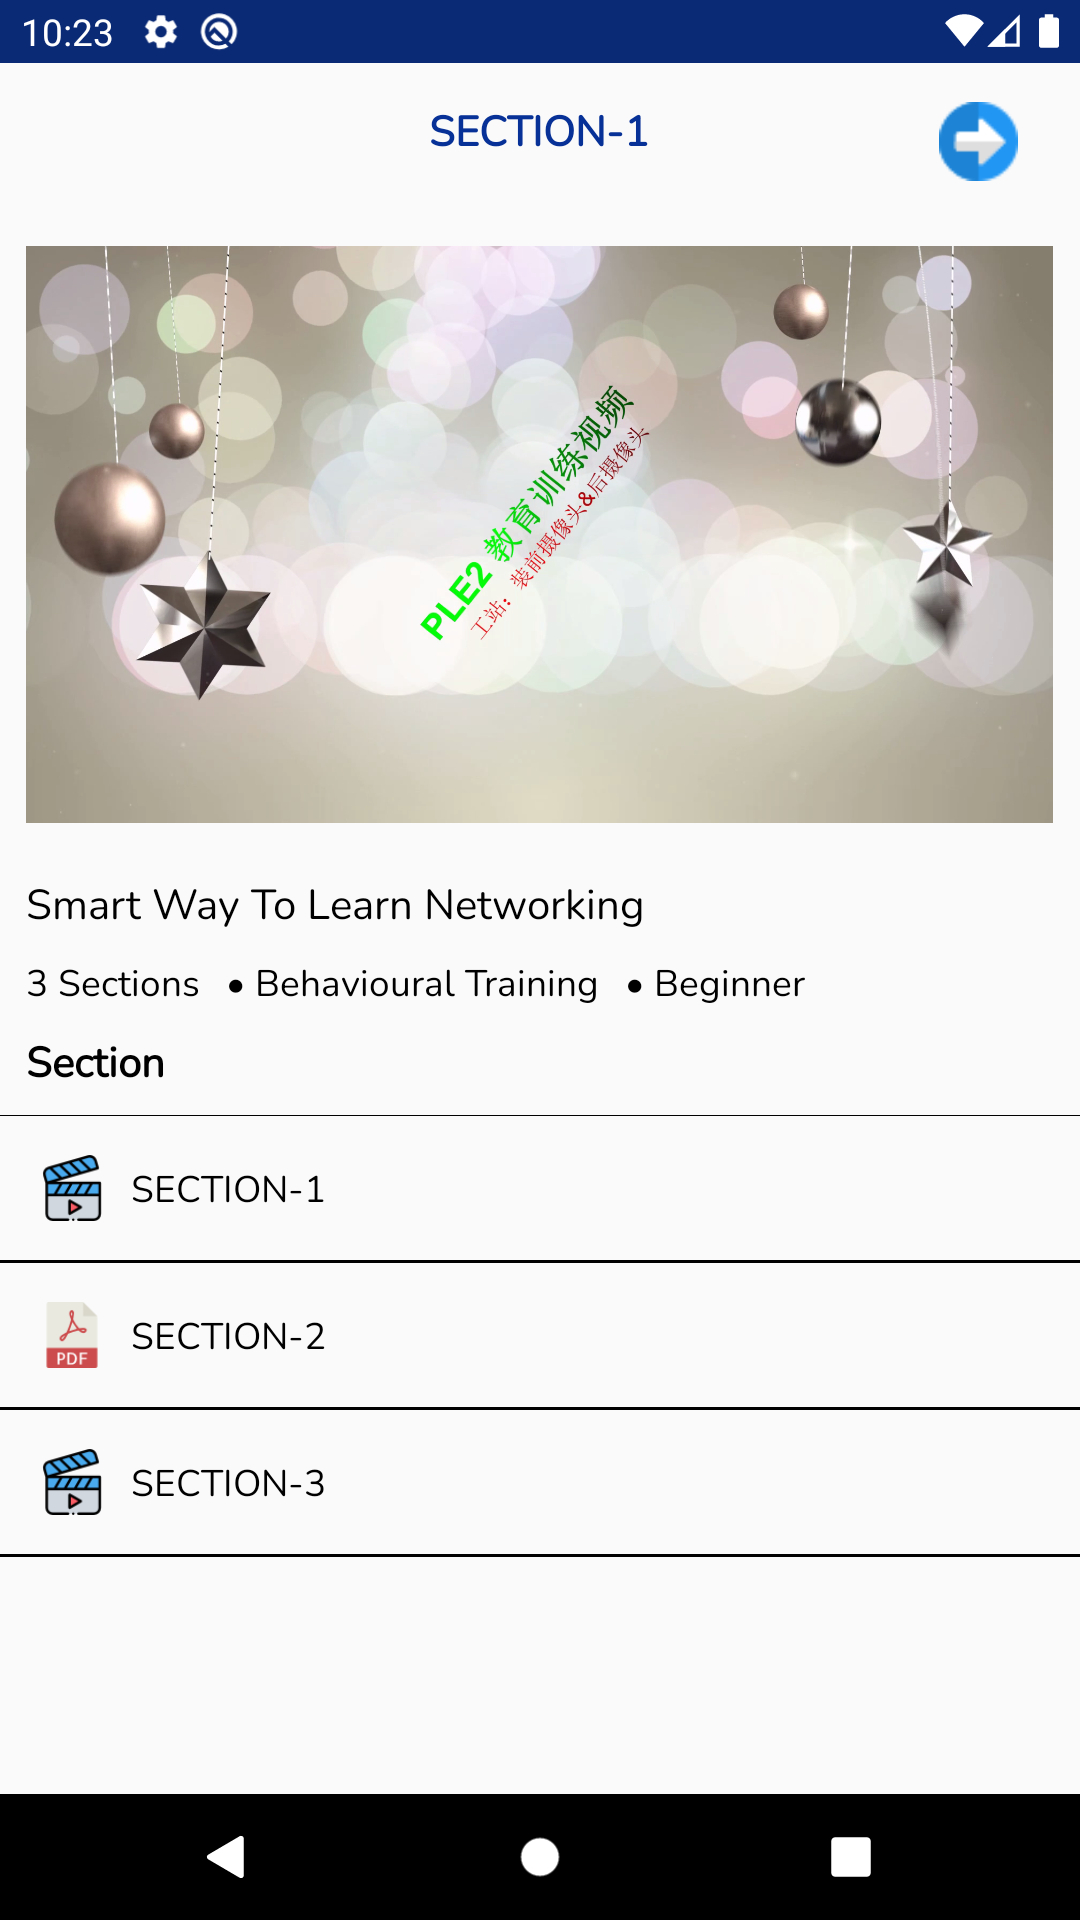 10:23
SECTION-1
PLE2 教育训练视频
工站：装前摄像头&后摄像头
Smart Way To Learn Networking
3 Sections • Behavioural Training • Beginner
Section
SECTION-1
PDF
SECTION-2
SECTION-3